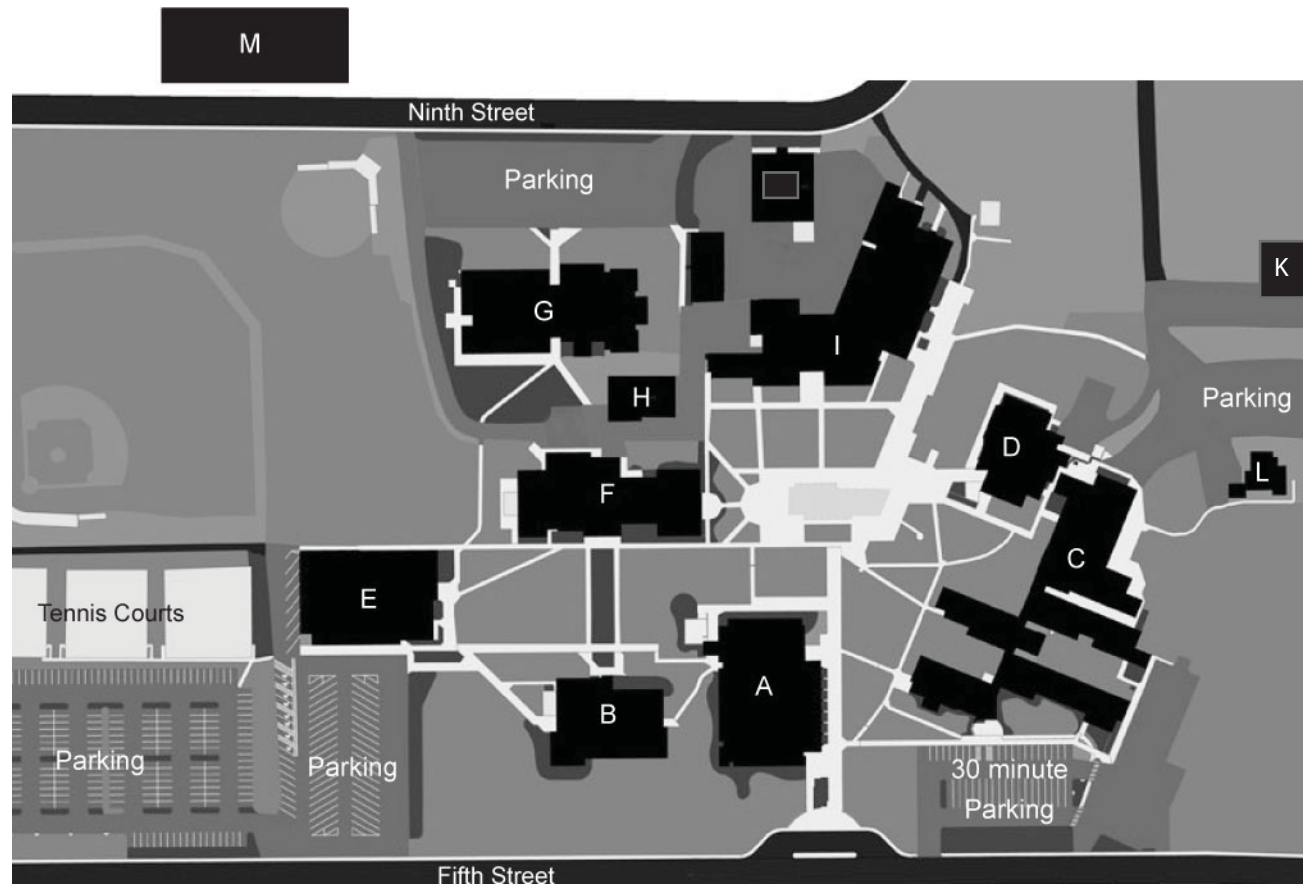 M
Ninth Street
Parking
K
G
I
H
Parking
D
L
F
C
E
Tennis Courts
A
B
Parking
Parking
30 minute
Parking
Fifth Street